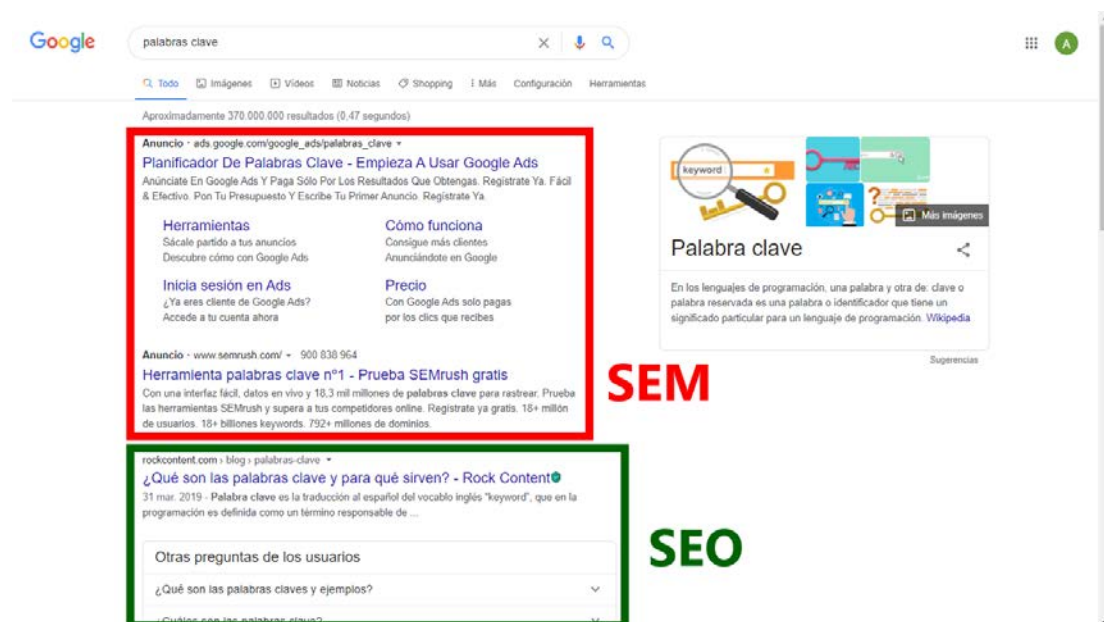 Google
palabras clave
A
Todo Imágenes Vídeos Noticias Shopping Más Configuración Herramientas
Aproximadamente 370.000.000 resultados (0,47 segundos)
Anuncio · ads.google.com/google_ads/palabras_clave
Planificador De Palabras Clave - Empieza A Usar Google Ads
Anúnciate En Google Ads Y Paga Sólo Por Los Resultados Que Obtengas. Regístrate Ya. Fácil
& Efectivo. Pon Tu Presupuesto Y Escribe Tu Primer Anuncio. Regístrate Ya
Herramientas
Sácale partido a tus anuncios
Descubre cómo con Google Ads
Cómo funciona
Consigue más clientes
Anunciándote en Google
Inicia sesión en Ads
¿Ya eres cliente de Google Ads?
Accede a tu cuenta ahora
Precio
Con Google Ads solo pagas
por los clics que recibes
Anuncio · www.semrush.com/ 900 838 964
Herramienta palabras clave nº1 - Prueba SEMrush gratis
Con una interfaz fácil, datos en vivo y 18,3 mil millones de palabras clave para rastrear. Prueba
las herramientas SEMrush y supera a tus competidores online. Regístrate ya gratis. 18+ millón
de usuarios. 18+ billiones keywords. 792+ millones de dominios.
SEM
rockcontent.com › blog › palabras-clave
¿Qué son las palabras clave y para qué sirven? - Rock Content
31 mar. 2019 - Palabra clave es la traducción al español del vocablo inglés "keyword", que en la
programación es definida como un término responsable de ...
SEO
Otras preguntas de los usuarios
¿Qué son las palabras claves y ejemplos?
¿Cuáles son las palabras clave?
keyword
Más imágenes
Palabra clave
En los lenguajes de programación, una palabra y otra de: clave o
palabra reservada es una palabra o identificador que tiene un
significado particular para un lenguaje de programación. Wikipedia
Sugerencias